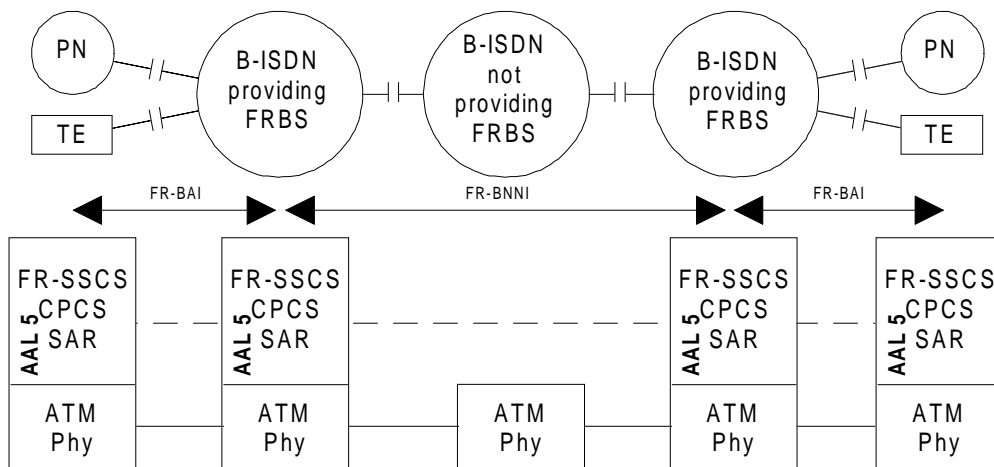 PN
B-ISDN
providing
FRBS
B-ISDN
not
providing
FRBS
B-ISDN
providing
FRBS
PN
TE
TE
FR-BAI
FR-BNNI
FR-BAI
FR-SSCS
CPCS
SAR
AAL 5
FR-SSCS
CPCS
SAR
AAL 5
FR-SSCS
CPCS
SAR
AAL 5
FR-SSCS
CPCS
SAR
AAL 5
ATM
Phy
ATM
Phy
ATM
Phy
ATM
Phy
ATM
Phy